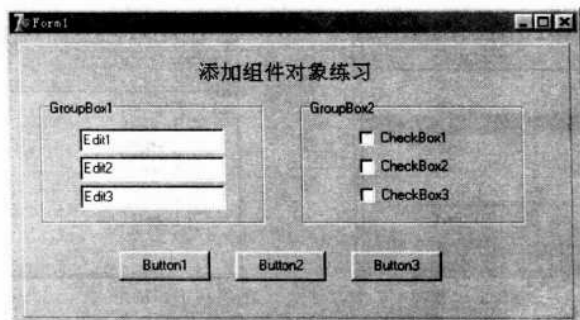 Form1
添加组件对象练习
GroupBox1
Edit1
Edit2
Edit3
GroupBox2
CheckBox1
CheckBox2
CheckBox3
Button1 Button2 Button3